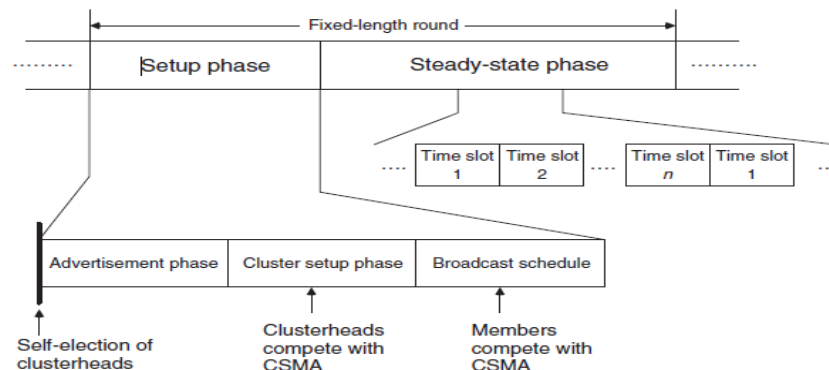 Fixed-length round
Setup phase
Steady-state phase
Time slot
1
Time slot
2
Time slot
n
Time slot
1
Advertisement phase
Cluster setup phase
Broadcast schedule
Self-election of
clusterheads
Clusterheads
compete with
CSMA
Members
compete with
CSMA